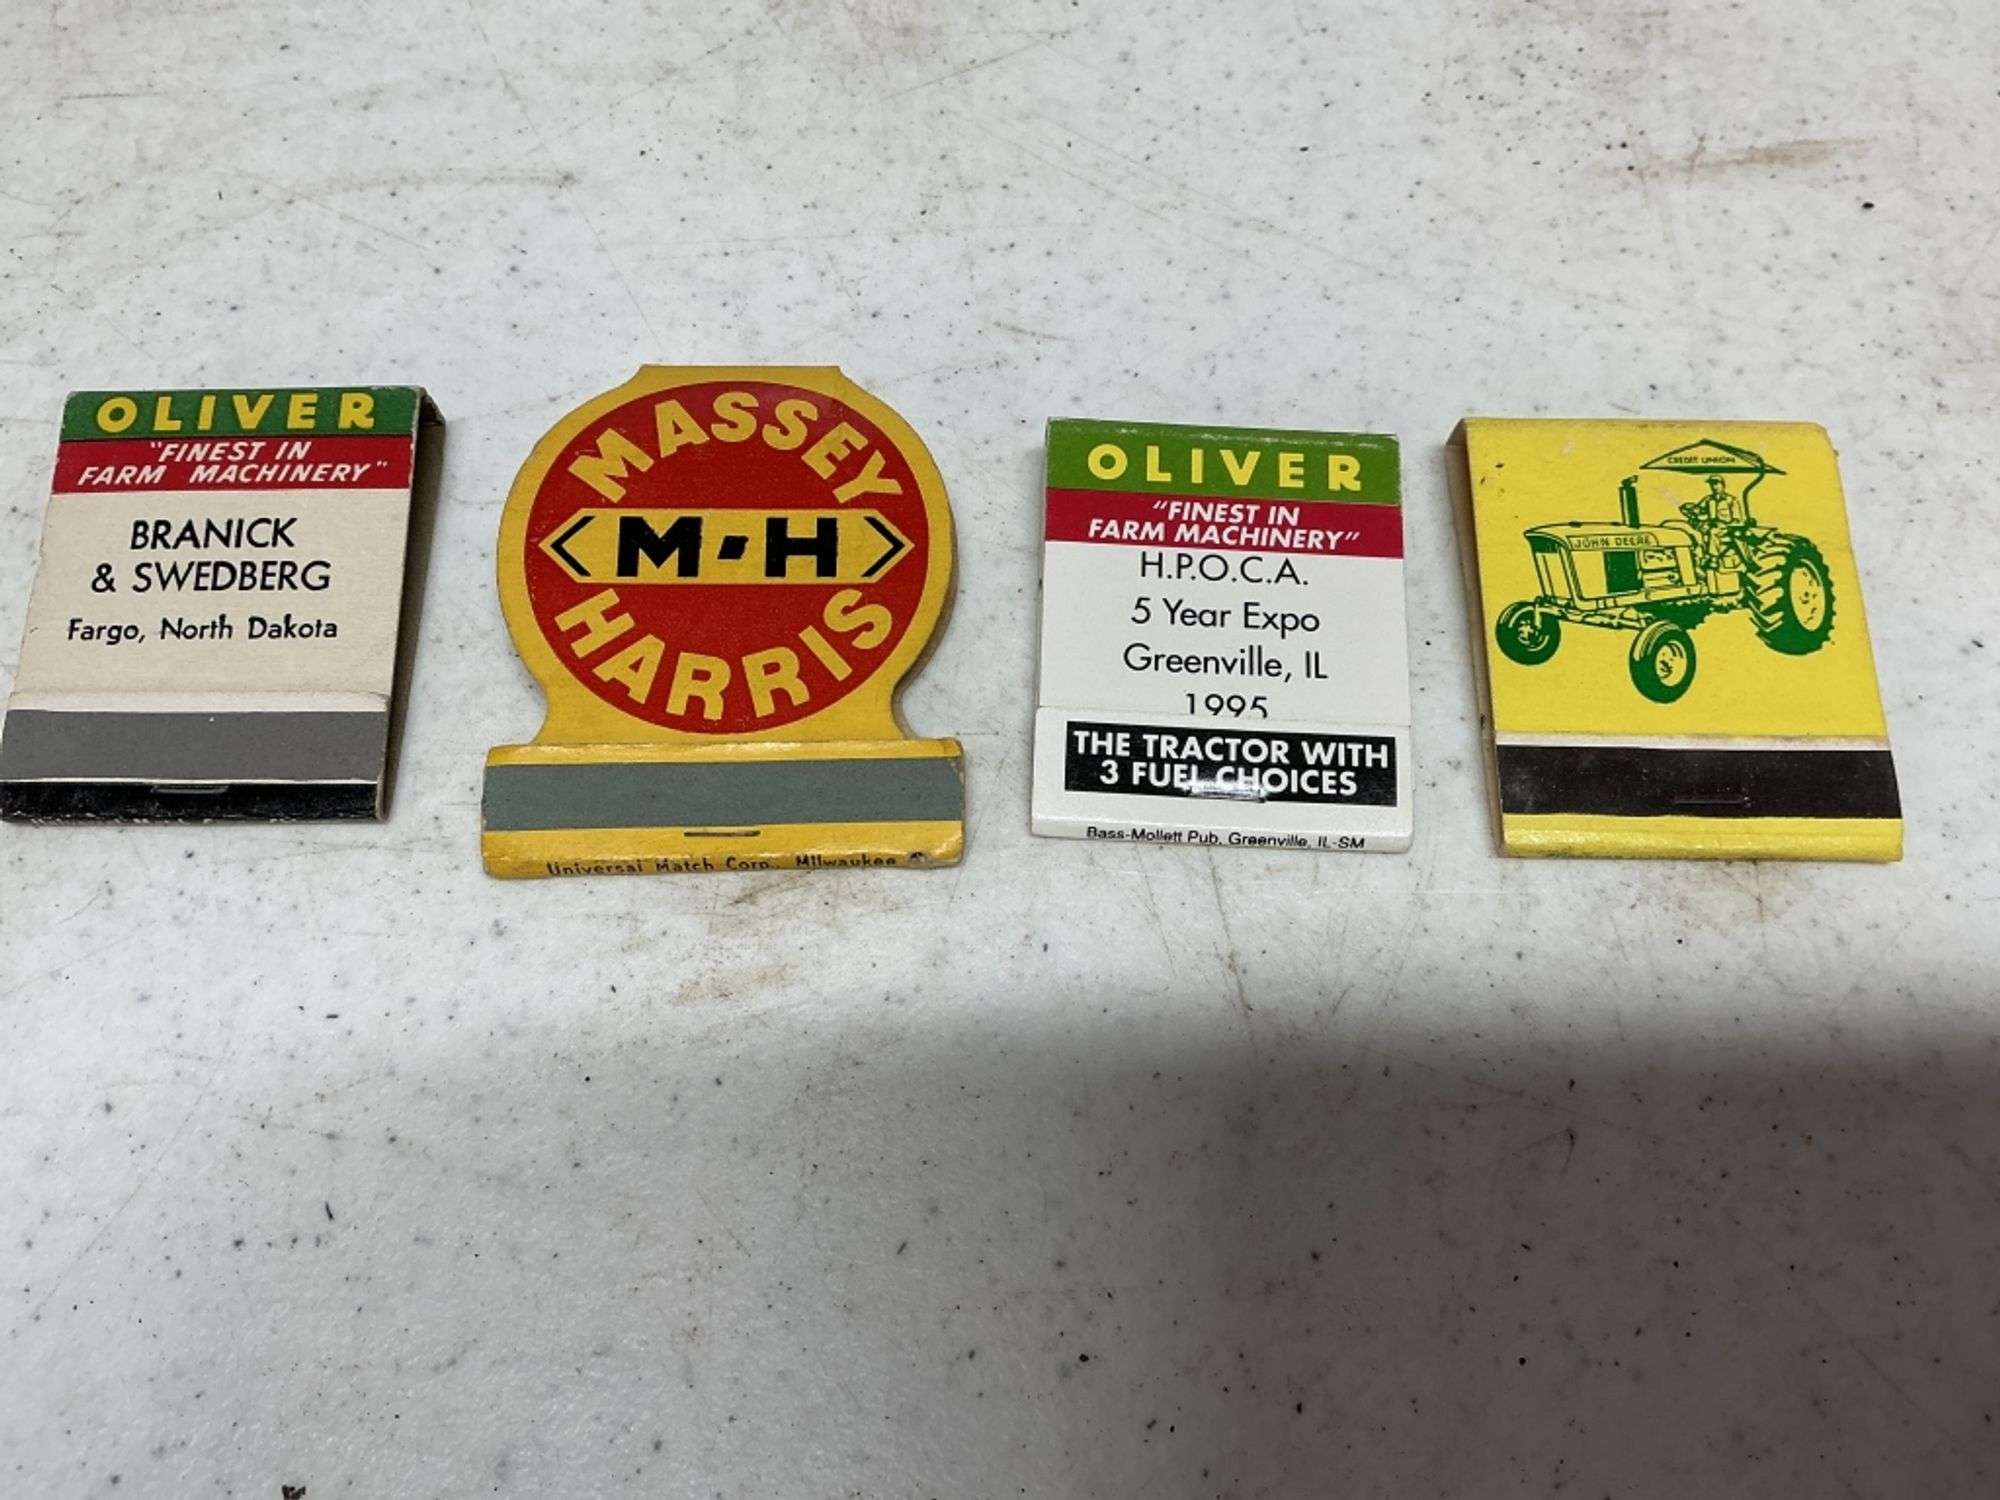 OLIVER
"FINEST IN
FARM MACHINERY"
BRANICK
& SWEDBERG
Fargo, North Dakota
MASSEY
M-H
HARRIS
Universal Match Corp., Milwaukee
OLIVER
"FINEST IN
FARM MACHINERY"
H.P.O.C.A.
5 Year Expo
Greenville, IL
1995
THE TRACTOR WITH
3 FUEL CHOICES
Bass-Mollett Pub, Greenville, IL-SM
CREDIT UNION
JOHN DEERE